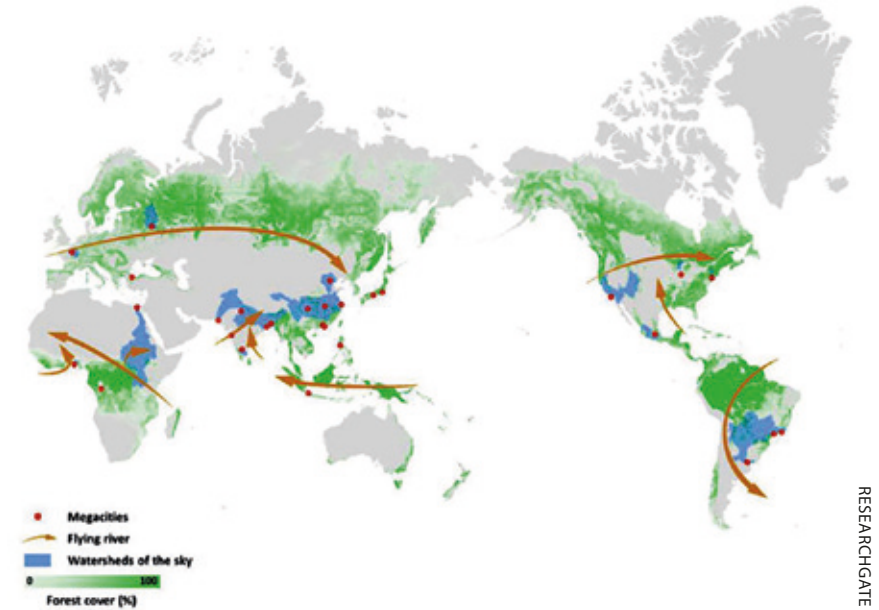 Megacities
Flying river
Watersheds of the sky
0 100
Forest cover (%)
RESEARCHGATE